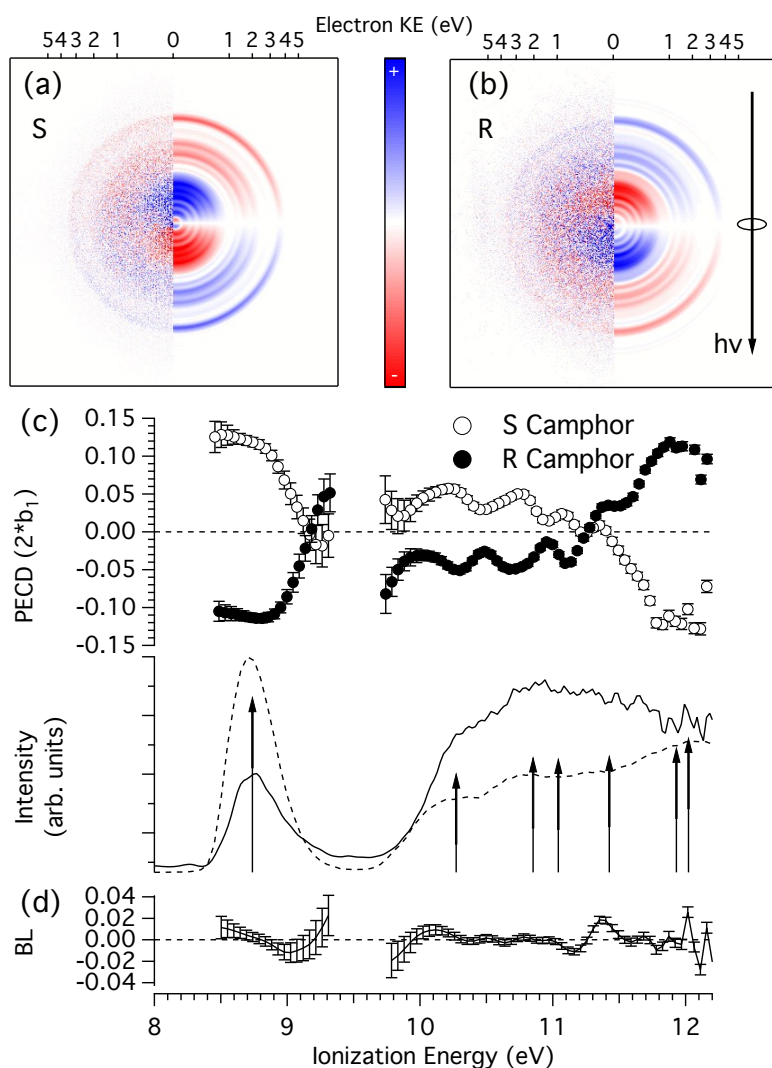 Electron KE (eV)
5 4 3 2 1 0 1 2 3 4 5
5 4 3 2 1 0 1 2 3 4 5
(a)
S
+
-
(b)
R
hν
(c)
S Camphor
R Camphor
PECD (2*b1)
0.15
0.10
0.05
0.00
-0.05
-0.10
-0.15
Intensity
(arb. units)
(d)
BL
0.04
0.02
0.00
-0.02
-0.04
8 9 10 11 12
Ionization Energy (eV)